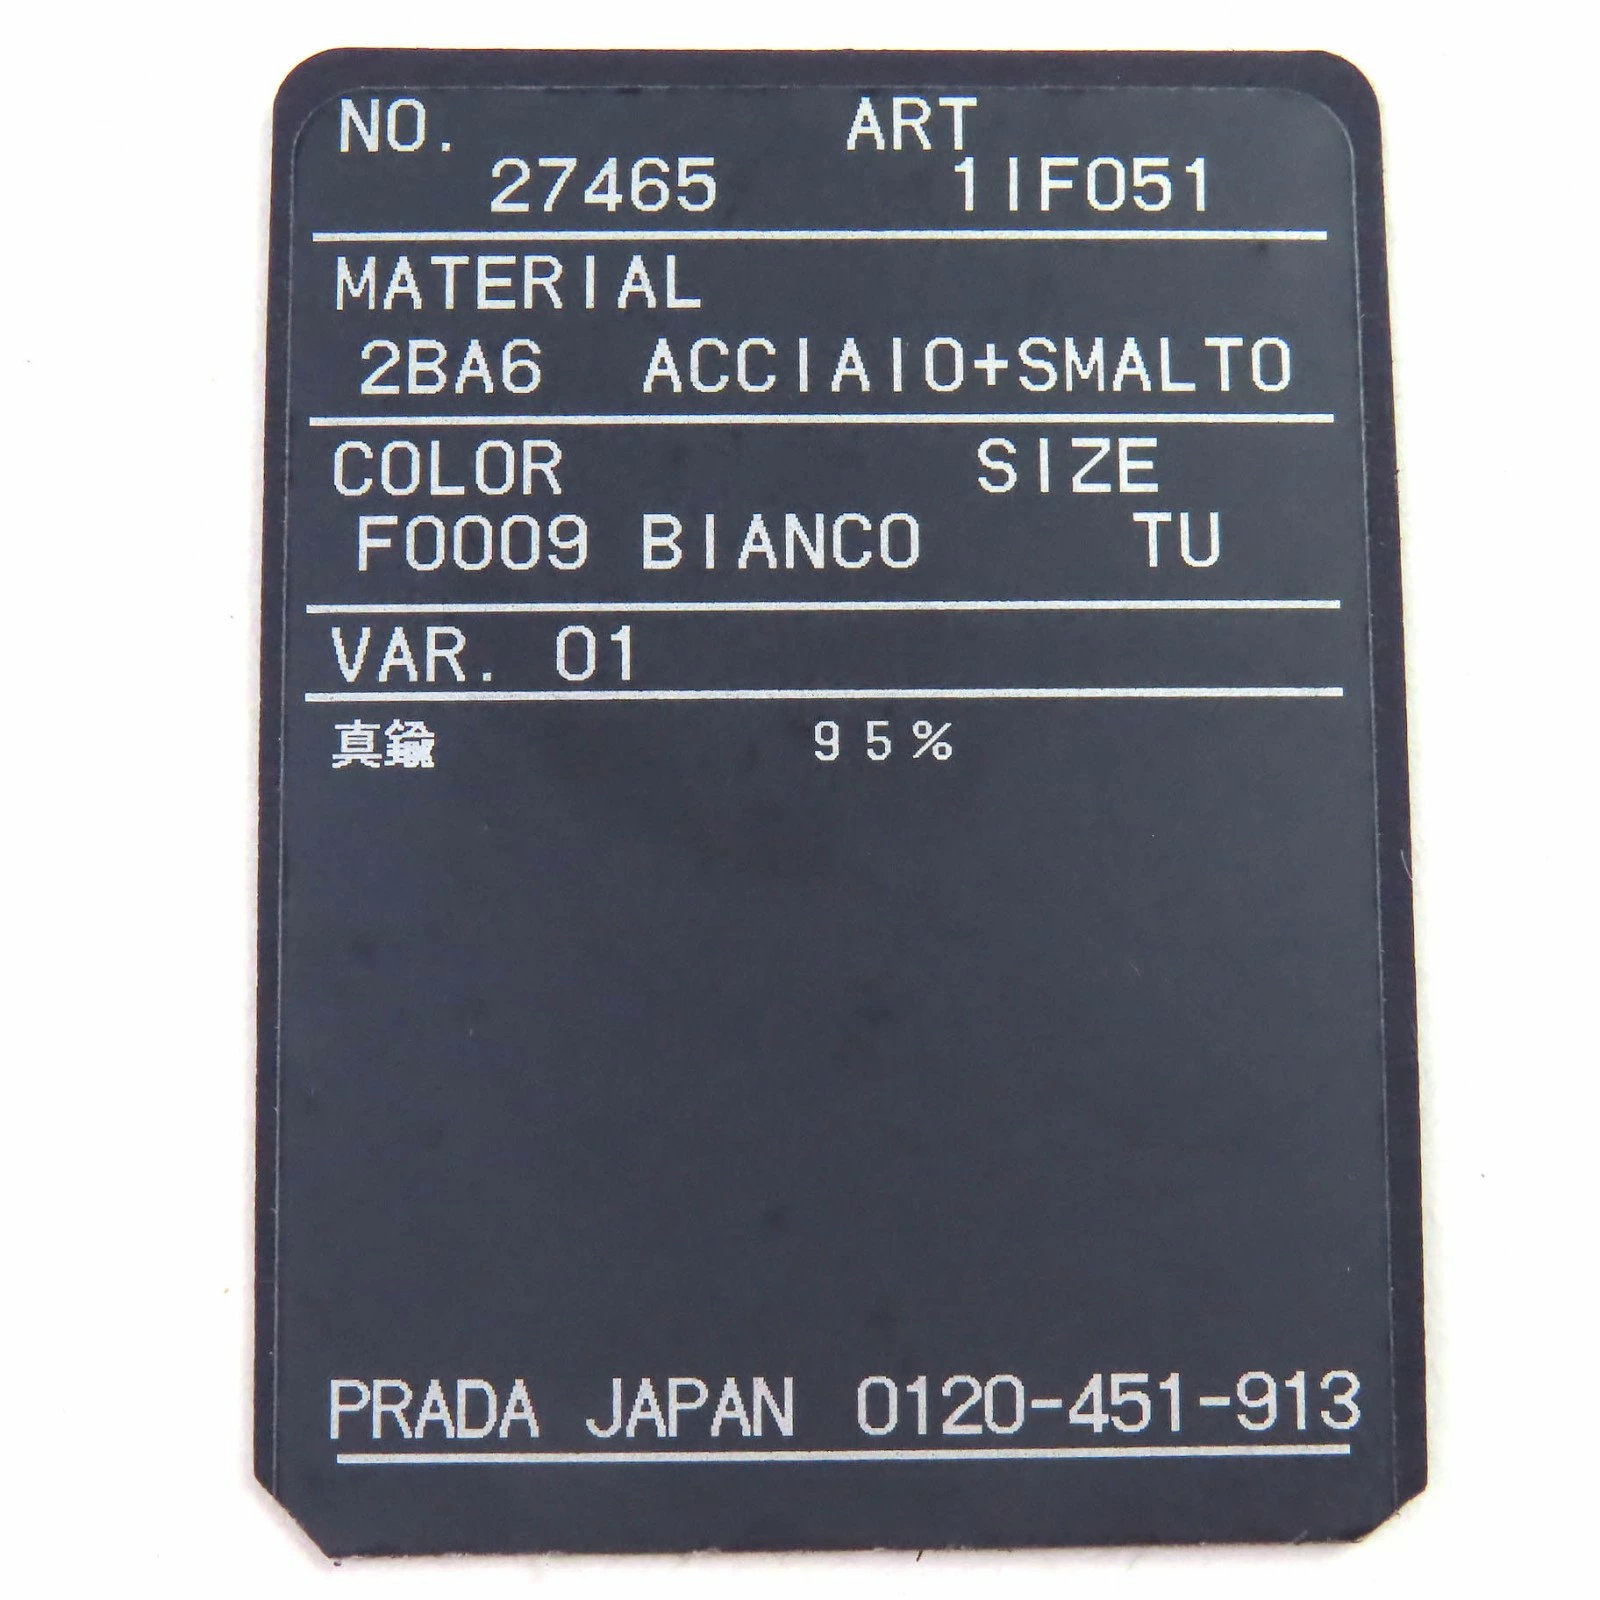 NO. ART
27465 1IF051
MATERIAL
2BA6 ACCIAIO+SMALTO
COLOR SIZE
F0009 BIANCO TU
VAR. 01
真鍮 95%
PRADA JAPAN 0120-451-913